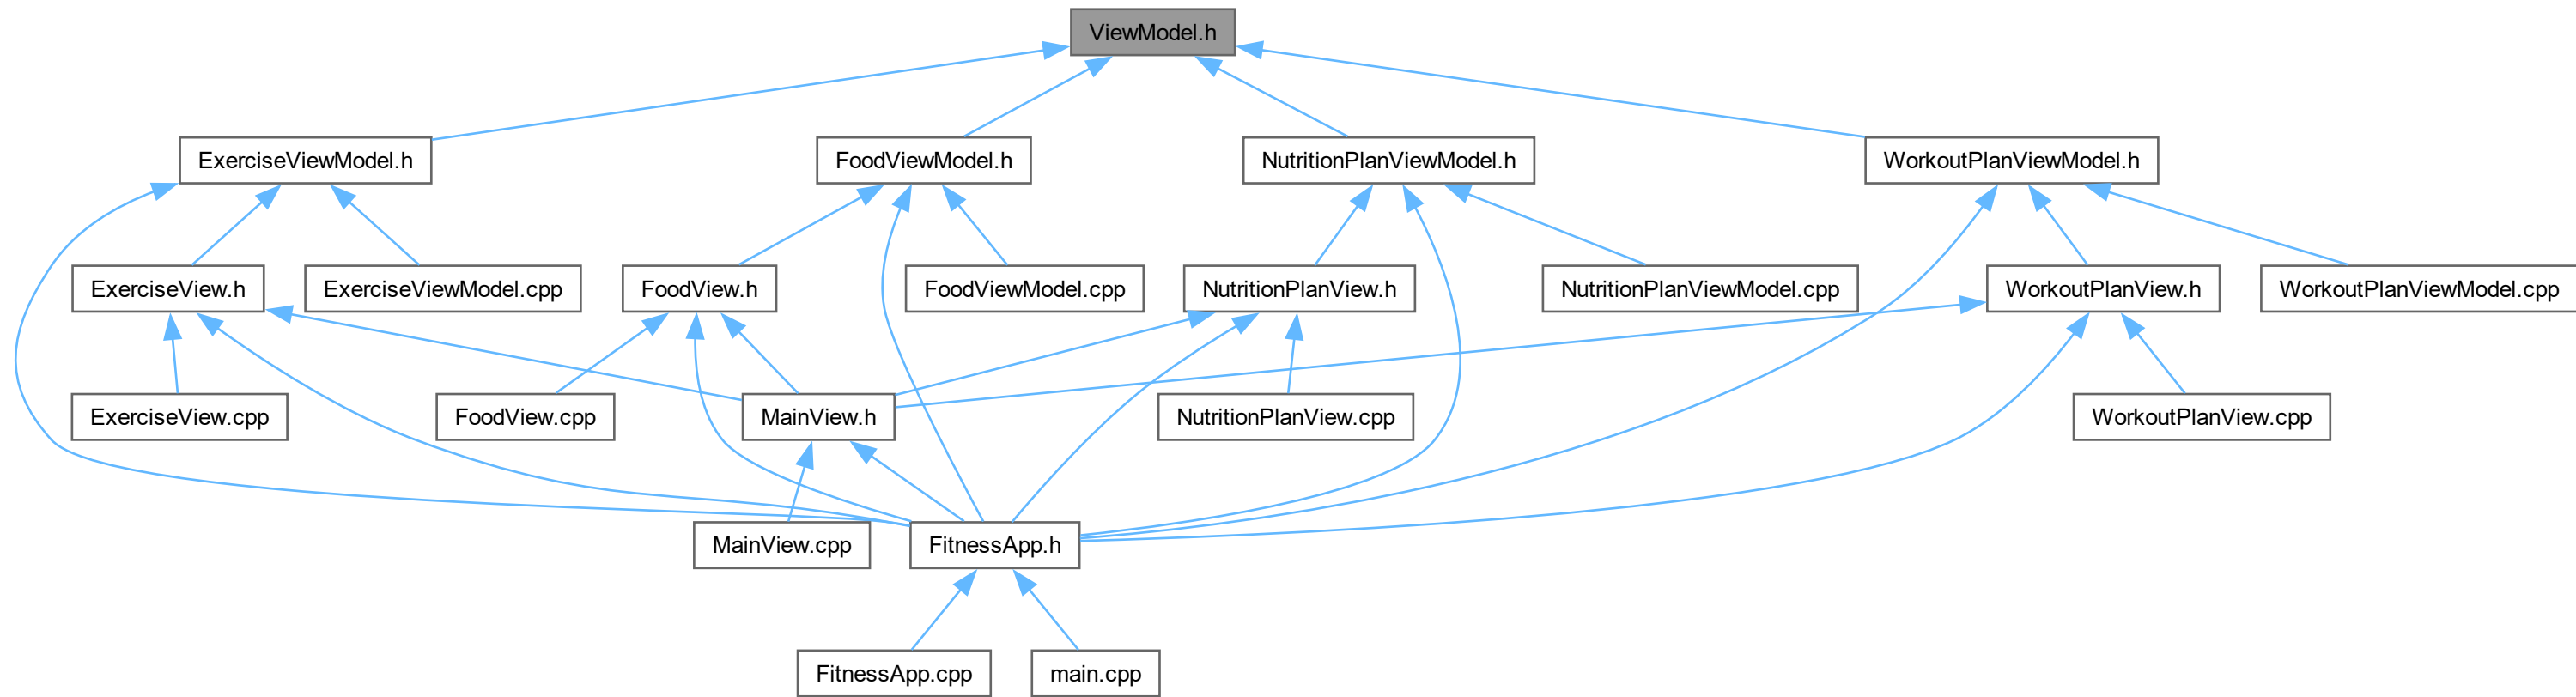 ViewModel.h
ExerciseViewModel.h
FoodViewModel.h
NutritionPlanViewModel.h
WorkoutPlanViewModel.h
ExerciseView.h
ExerciseViewModel.cpp
FoodView.h
FoodViewModel.cpp
NutritionPlanView.h
NutritionPlanViewModel.cpp
WorkoutPlanView.h
WorkoutPlanViewModel.cpp
ExerciseView.cpp
FoodView.cpp
MainView.h
NutritionPlanView.cpp
WorkoutPlanView.cpp
MainView.cpp
FitnessApp.h
FitnessApp.cpp
main.cpp